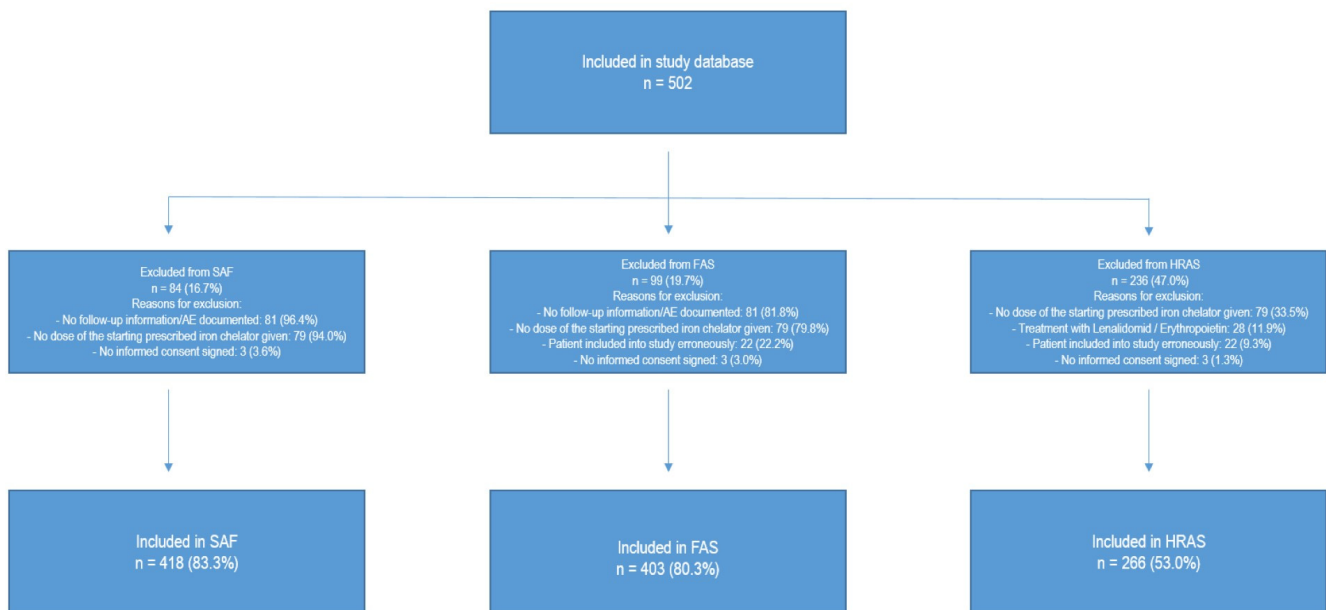 Included in study database
n = 502
Excluded from SAF
n = 84 (16.7%)
Reasons for exclusion:
- No follow-up information/AE documented: 81 (96.4%)
- No dose of the starting prescribed iron chelator given: 79 (94.0%)
- No informed consent signed: 3 (3.6%)
Excluded from FAS
n = 99 (19.7%)
Reasons for exclusion:
- No follow-up information/AE documented: 81 (81.8%)
- No dose of the starting prescribed iron chelator given: 79 (79.8%)
- Patient included into study erroneously: 22 (22.2%)
- No informed consent signed: 3 (3.0%)
Excluded from HRAS
n = 236 (47.0%)
Reasons for exclusion:
- No dose of the starting prescribed iron chelator given: 79 (33.5%)
- Treatment with Lenalidomid / Erythropoietin: 28 (11.9%)
- Patient included into study erroneously: 22 (9.3%)
- No informed consent signed: 3 (1.3%)
Included in SAF
n = 418 (83.3%)
Included in FAS
n = 403 (80.3%)
Included in HRAS
n = 266 (53.0%)